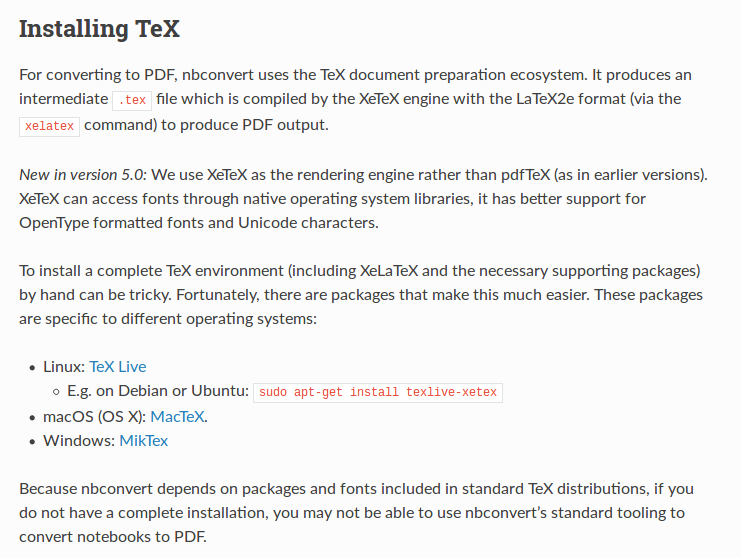 Installing TeX
For converting to PDF, nbconvert uses the TeX document preparation ecosystem. It produces an
intermediate .tex file which is compiled by the XeTeX engine with the LaTeX2e format (via the
xelatex command) to produce PDF output.
New in version 5.0: We use XeTeX as the rendering engine rather than pdfTeX (as in earlier versions).
XeTeX can access fonts through native operating system libraries, it has better support for
OpenType formatted fonts and Unicode characters.
To install a complete TeX environment (including XeLaTeX and the necessary supporting packages)
by hand can be tricky. Fortunately, there are packages that make this much easier. These packages
are specific to different operating systems:
• Linux: TeX Live
◦ E.g. on Debian or Ubuntu: sudo apt-get install texlive-xetex
• macOS (OS X): MacTeX.
• Windows: MikTex
Because nbconvert depends on packages and fonts included in standard TeX distributions, if you
do not have a complete installation, you may not be able to use nbconvert’s standard tooling to
convert notebooks to PDF.